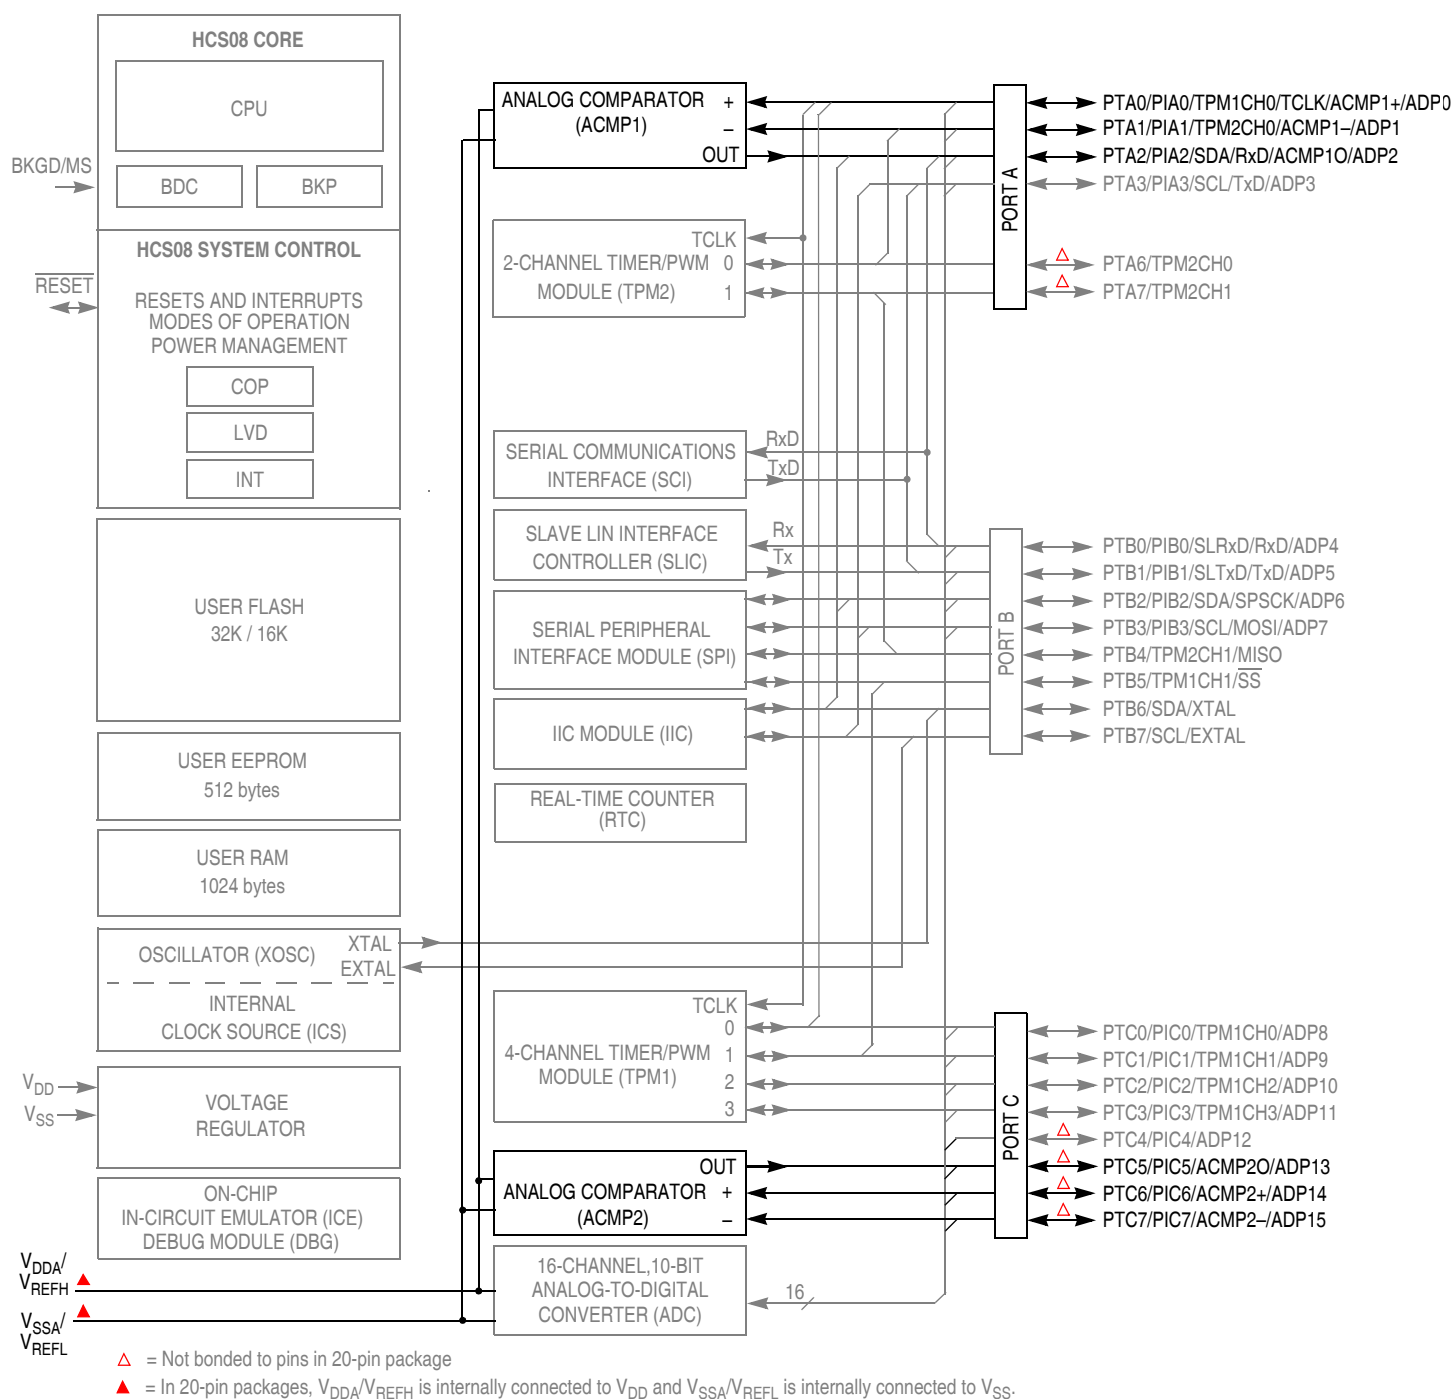 HCS08 CORE
CPU
BDC
BKP
BKGD/MS
HCS08 SYSTEM CONTROL
RESET
RESETS AND INTERRUPTS
MODES OF OPERATION
POWER MANAGEMENT
COP
LVD
INT
USER FLASH
32K / 16K
USER EEPROM
512 bytes
USER RAM
1024 bytes
OSCILLATOR (XOSC)
XTAL
EXTAL
INTERNAL
CLOCK SOURCE (ICS)
VDD
VSS
VOLTAGE
REGULATOR
ON-CHIP
IN-CIRCUIT EMULATOR (ICE)
DEBUG MODULE (DBG)
VDDA/
VREFH
VSSA/
VREFL
ANALOG COMPARATOR +
(ACMP1) –
OUT
TCLK
2-CHANNEL TIMER/PWM 0
MODULE (TPM2) 1
SERIAL COMMUNICATIONS
INTERFACE (SCI)
RxD
TxD
SLAVE LIN INTERFACE
CONTROLLER (SLIC)
Rx
Tx
SERIAL PERIPHERAL
INTERFACE MODULE (SPI)
IIC MODULE (IIC)
REAL-TIME COUNTER
(RTC)
TCLK
0
4-CHANNEL TIMER/PWM 1
MODULE (TPM1)
2
3
OUT
ANALOG COMPARATOR +
(ACMP2) –
16-CHANNEL,10-BIT
ANALOG-TO-DIGITAL
CONVERTER (ADC)
16
PORT A
PTA0/PIA0/TPM1CH0/TCLK/ACMP1+/ADP0
PTA1/PIA1/TPM2CH0/ACMP1–/ADP1
PTA2/PIA2/SDA/RxD/ACMP1O/ADP2
PTA3/PIA3/SCL/TxD/ADP3
PTA6/TPM2CH0
PTA7/TPM2CH1
PORT B
PTB0/PIB0/SLRxD/RxD/ADP4
PTB1/PIB1/SLTxD/TxD/ADP5
PTB2/PIB2/SDA/SPSCK/ADP6
PTB3/PIB3/SCL/MOSI/ADP7
PTB4/TPM2CH1/MISO
PTB5/TPM1CH1/SS
PTB6/SDA/XTAL
PTB7/SCL/EXTAL
PORT C
PTC0/PIC0/TPM1CH0/ADP8
PTC1/PIC1/TPM1CH1/ADP9
PTC2/PIC2/TPM1CH2/ADP10
PTC3/PIC3/TPM1CH3/ADP11
PTC4/PIC4/ADP12
PTC5/PIC5/ACMP2O/ADP13
PTC6/PIC6/ACMP2+/ADP14
PTC7/PIC7/ACMP2–/ADP15
△ = Not bonded to pins in 20-pin package
▲ = In 20-pin packages, VDDA/VREFH is internally connected to VDD and VSSA/VREFL is internally connected to VSS.